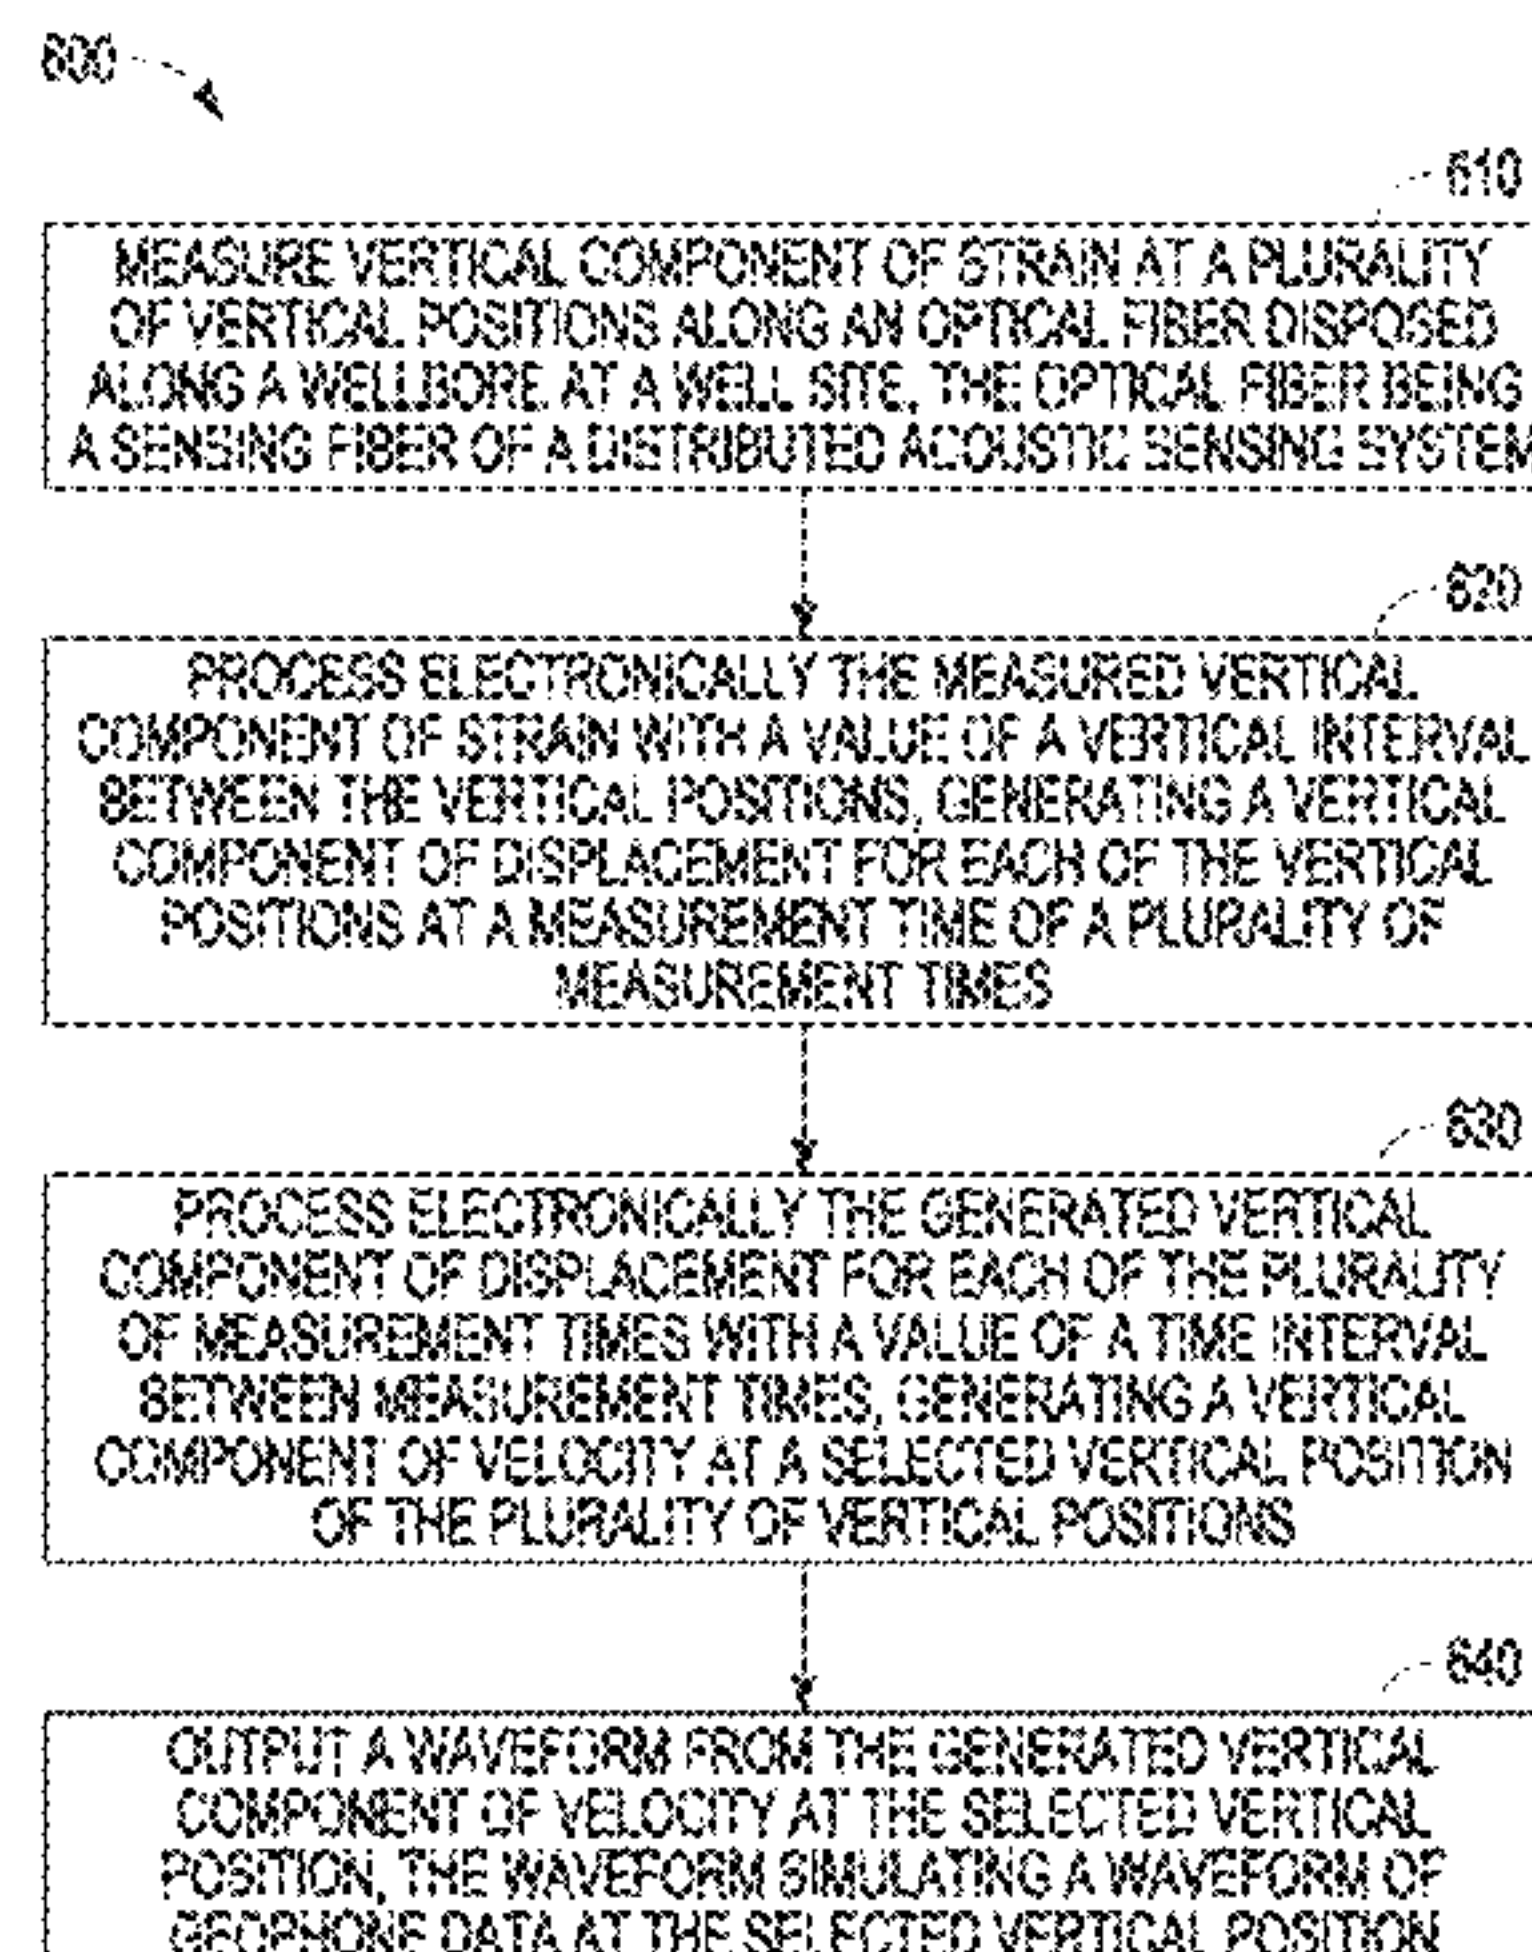 600
610
MEASURE VERTICAL COMPONENT OF STRAIN AT A PLURALITY
OF VERTICAL POSITIONS ALONG AN OPTICAL FIBER DISPOSED
ALONG A WELLBORE AT A WELL SITE, THE OPTICAL FIBER BEING
A SENSING FIBER OF A DISTRIBUTED ACOUSTIC SENSING SYSTEM
620
PROCESS ELECTRONICALLY THE MEASURED VERTICAL
COMPONENT OF STRAIN WITH A VALUE OF A VERTICAL INTERVAL
BETWEEN THE VERTICAL POSITIONS, GENERATING A VERTICAL
COMPONENT OF DISPLACEMENT FOR EACH OF THE VERTICAL
POSITIONS AT A MEASUREMENT TIME OF A PLURALITY OF
MEASUREMENT TIMES
630
PROCESS ELECTRONICALLY THE GENERATED VERTICAL
COMPONENT OF DISPLACEMENT FOR EACH OF THE PLURALITY
OF MEASUREMENT TIMES WITH A VALUE OF A TIME INTERVAL
BETWEEN MEASUREMENT TIMES, GENERATING A VERTICAL
COMPONENT OF VELOCITY AT A SELECTED VERTICAL POSITION
OF THE PLURALITY OF VERTICAL POSITIONS
640
OUTPUT A WAVEFORM FROM THE GENERATED VERTICAL
COMPONENT OF VELOCITY AT THE SELECTED VERTICAL
POSITION, THE WAVEFORM SIMULATING A WAVEFORM OF
GEOPHONE DATA AT THE SELECTED VERTICAL POSITION